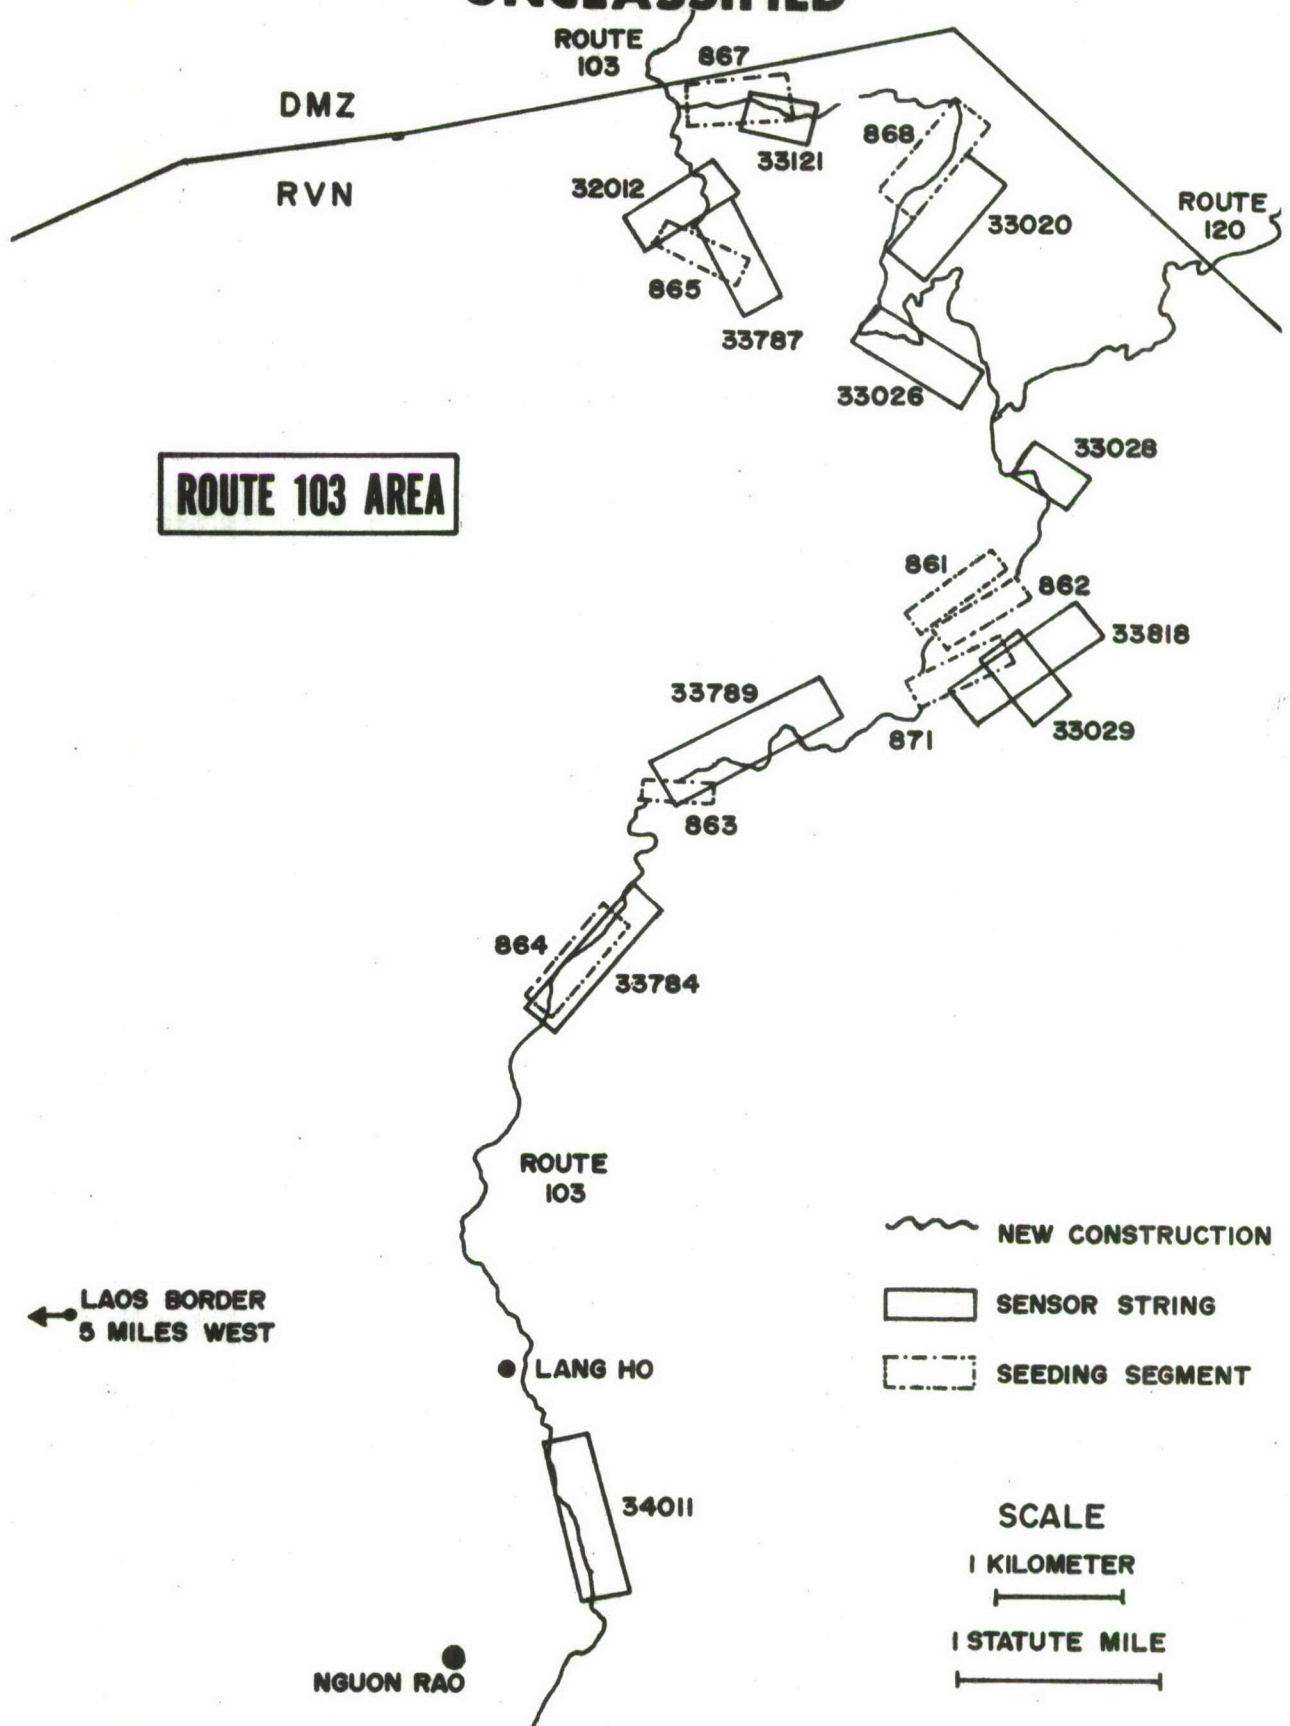 UNCLASSIFIED
ROUTE
103
867
DMZ
868
33121
RVN
32012
ROUTE
120
33020
865
33787
33026
33028
ROUTE 103 AREA
861
862
33818
33789
33029
871
863
864
33784
ROUTE
103
NEW CONSTRUCTION
LAOS BORDER
5 MILES WEST
SENSOR STRING
LANG HO
SEEDING SEGMENT
34011
SCALE
1 KILOMETER
1 STATUTE MILE
NGUON RAO